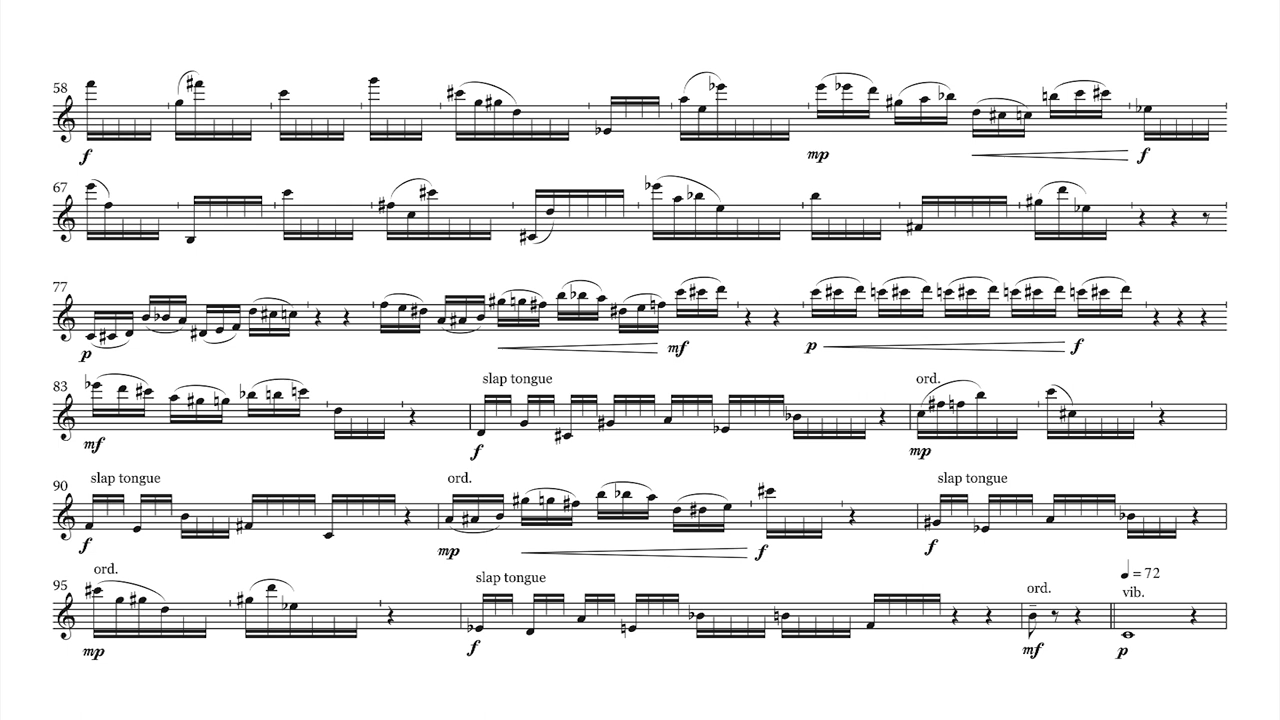 58
f
mp
f
67
77
p
mf
p
f
83
slap tongue
ord.
mf
f
mp
90
slap tongue
ord.
slap tongue
f
mp
f
f
95
ord.
slap tongue
ord.
= 72
vib.
mp
f
mf
p